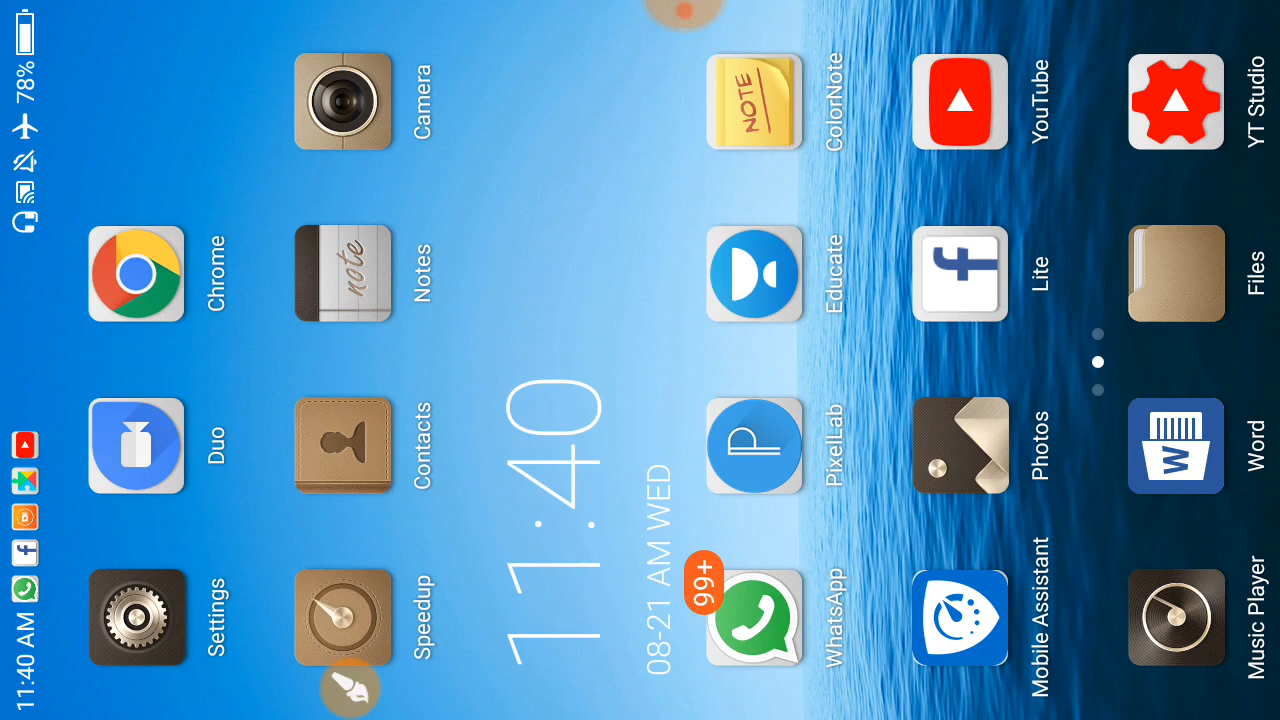 11:40 AM
78%
Settings
Duo
Chrome
Speedup
Contacts
note
Notes
Camera
11:40
08-21 AM WED
99+
WhatsApp
P
PixelLab
Educate
NOTE
ColorNote
Mobile Assistant
Photos
f
Lite
YouTube
Music Player
W
Word
Files
YT Studio